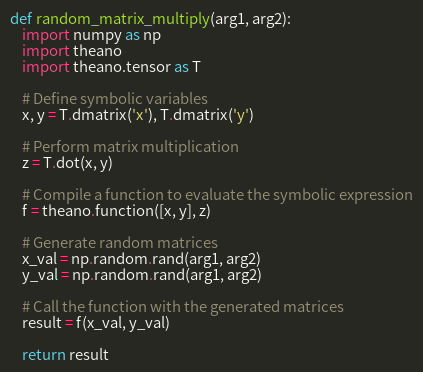 def random_matrix_multiply(arg1, arg2):
    import numpy as np
    import theano
    import theano.tensor as T
    # Define symbolic variables
    x, y = T.dmatrix('x'), T.dmatrix('y')
    # Perform matrix multiplication
    z = T.dot(x, y)
    # Compile a function to evaluate the symbolic expression
    f = theano.function([x, y], z)
    # Generate random matrices
    x_val = np.random.rand(arg1, arg2)
    y_val = np.random.rand(arg1, arg2)
    # Call the function with the generated matrices
    result = f(x_val, y_val)
    return result